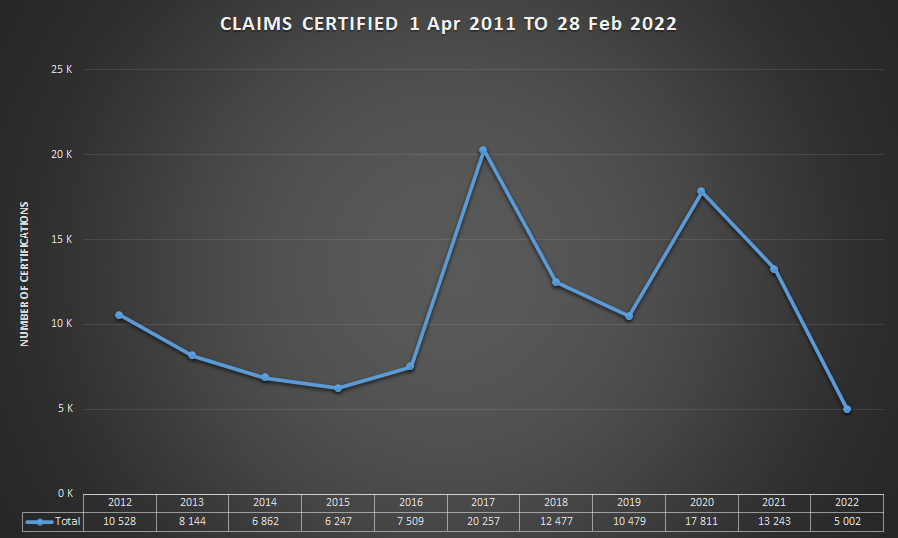 CLAIMS CERTIFIED 1 Apr 2011 TO 28 Feb 2022
25 K
20 K
15 K
10 K
5 K
0 K
NUMBER OF CERTIFICATIONS
2012 2013 2014 2015 2016 2017 2018 2019 2020 2021 2022
Total 10 528 8 144 6 862 6 247 7 509 20 257 12 477 10 479 17 811 13 243 5 002